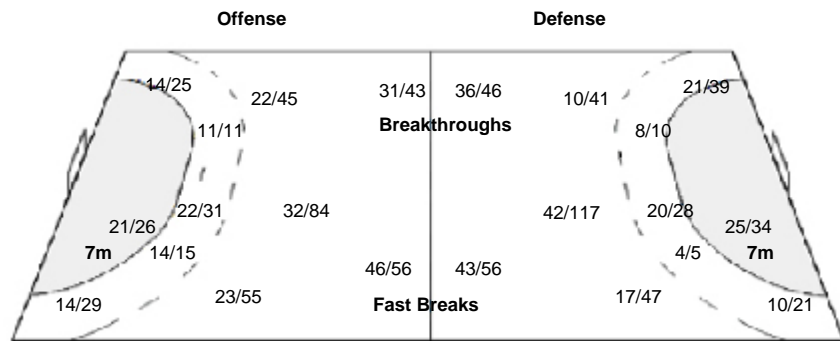 Offense Defense
14/25 31/43 36/46 21/39
22/45 10/41
11/11 Breakthroughs 8/10
22/31 32/84 42/117 20/28
21/26 25/34
7m 14/15 4/5 7m
46/56 43/56
14/29 23/55 17/47 10/21
Fast Breaks